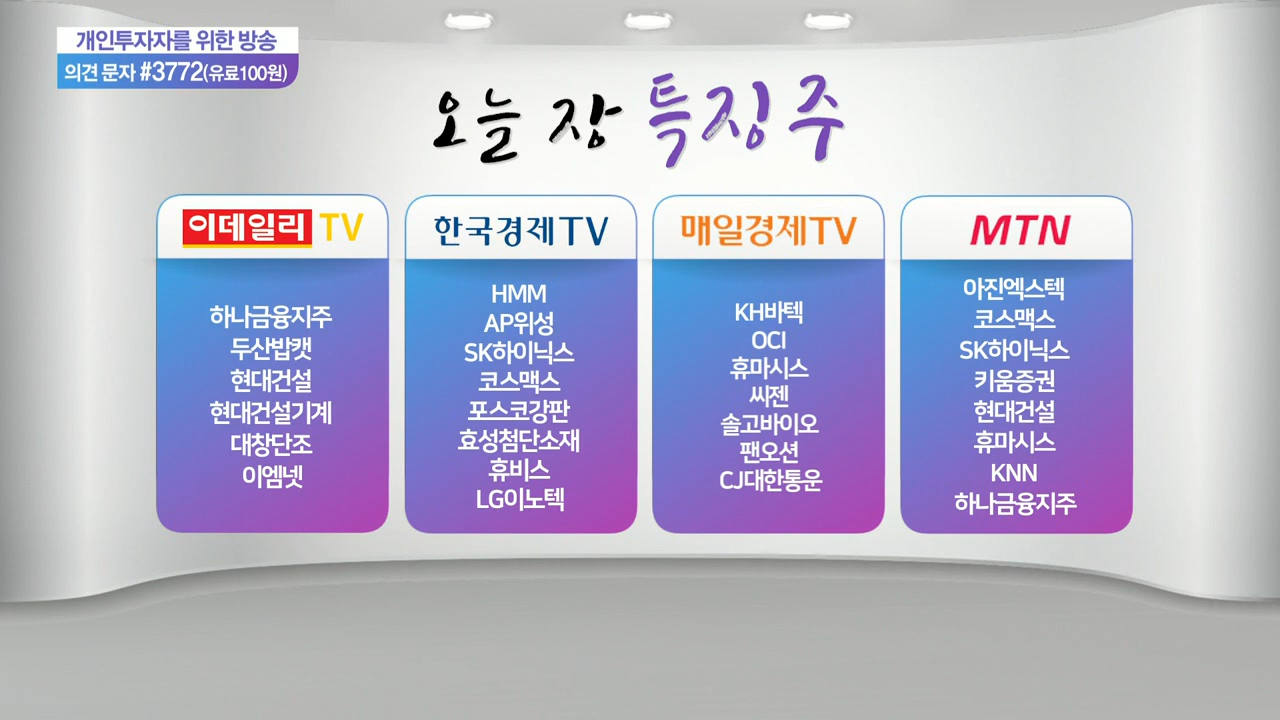 개인투자자를 위한 방송
의견 문자 #3772(유료100원)
오늘 장 특징주
이데일리 TV
하나금융지주
두산밥캣
현대건설
현대건설기계
대창단조
이엠넷
한국경제TV
HMM
AP위성
SK하이닉스
코스맥스
포스코강판
효성첨단소재
휴비스
LG이노텍
매일경제TV
KH바텍
OCI
휴마시스
씨젠
솔고바이오
팬오션
CJ대한통운
MTN
아진엑스텍
코스맥스
SK하이닉스
키움증권
현대건설
휴마시스
KNN
하나금융지주